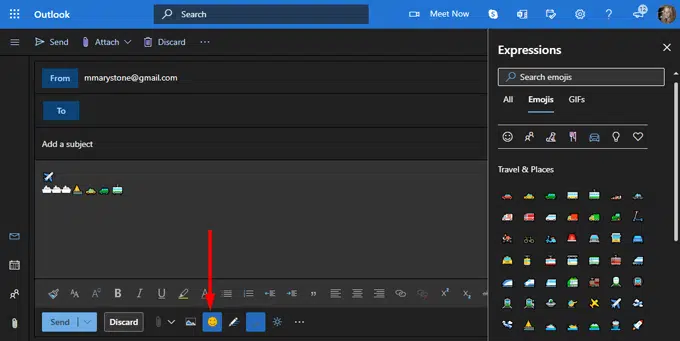 Outlook
Search
Meet Now
12
Send
Attach
Discard
Expressions
From
mmarystone@gmail.com
Search emojis
To
All
Emojis
GIFs
Add a subject
Travel & Places
Send
Discard